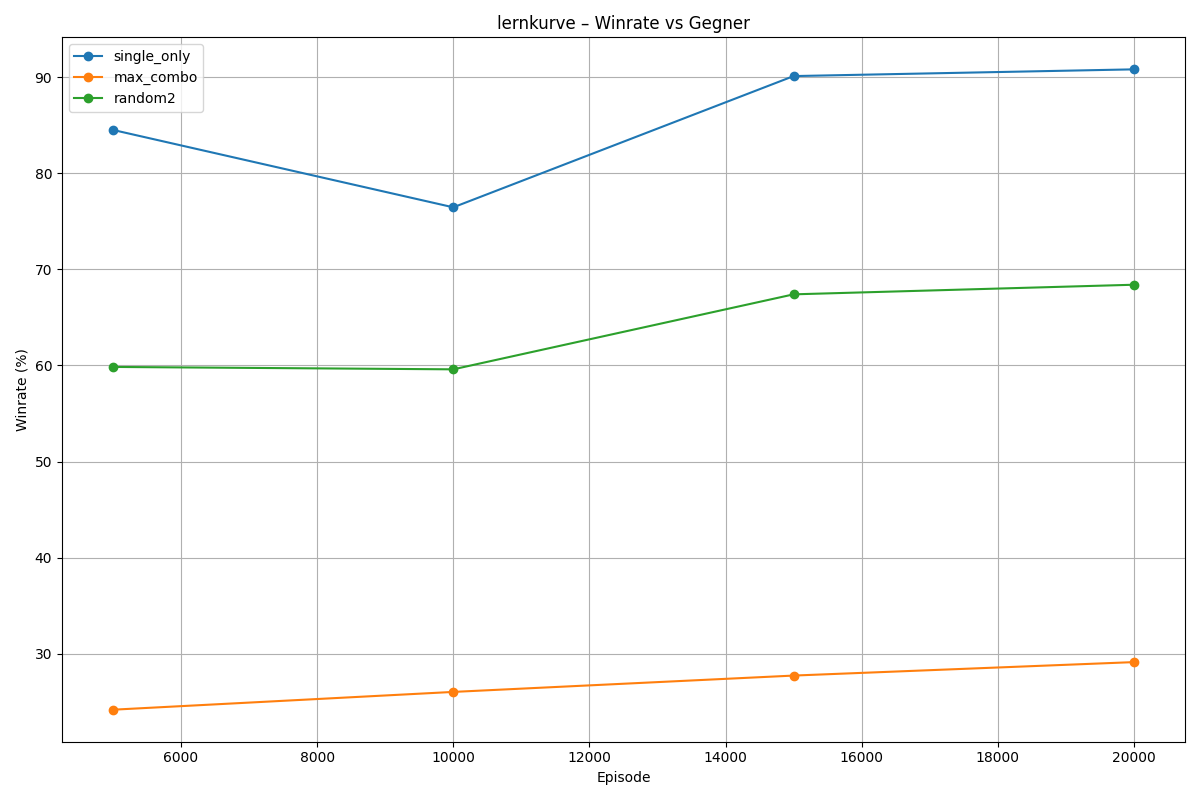 lernkurve – Winrate vs Gegner
single_only
max_combo
random2
Winrate (%)
90
80
70
60
50
40
30
6000 8000 10000 12000 14000 16000 18000 20000
Episode